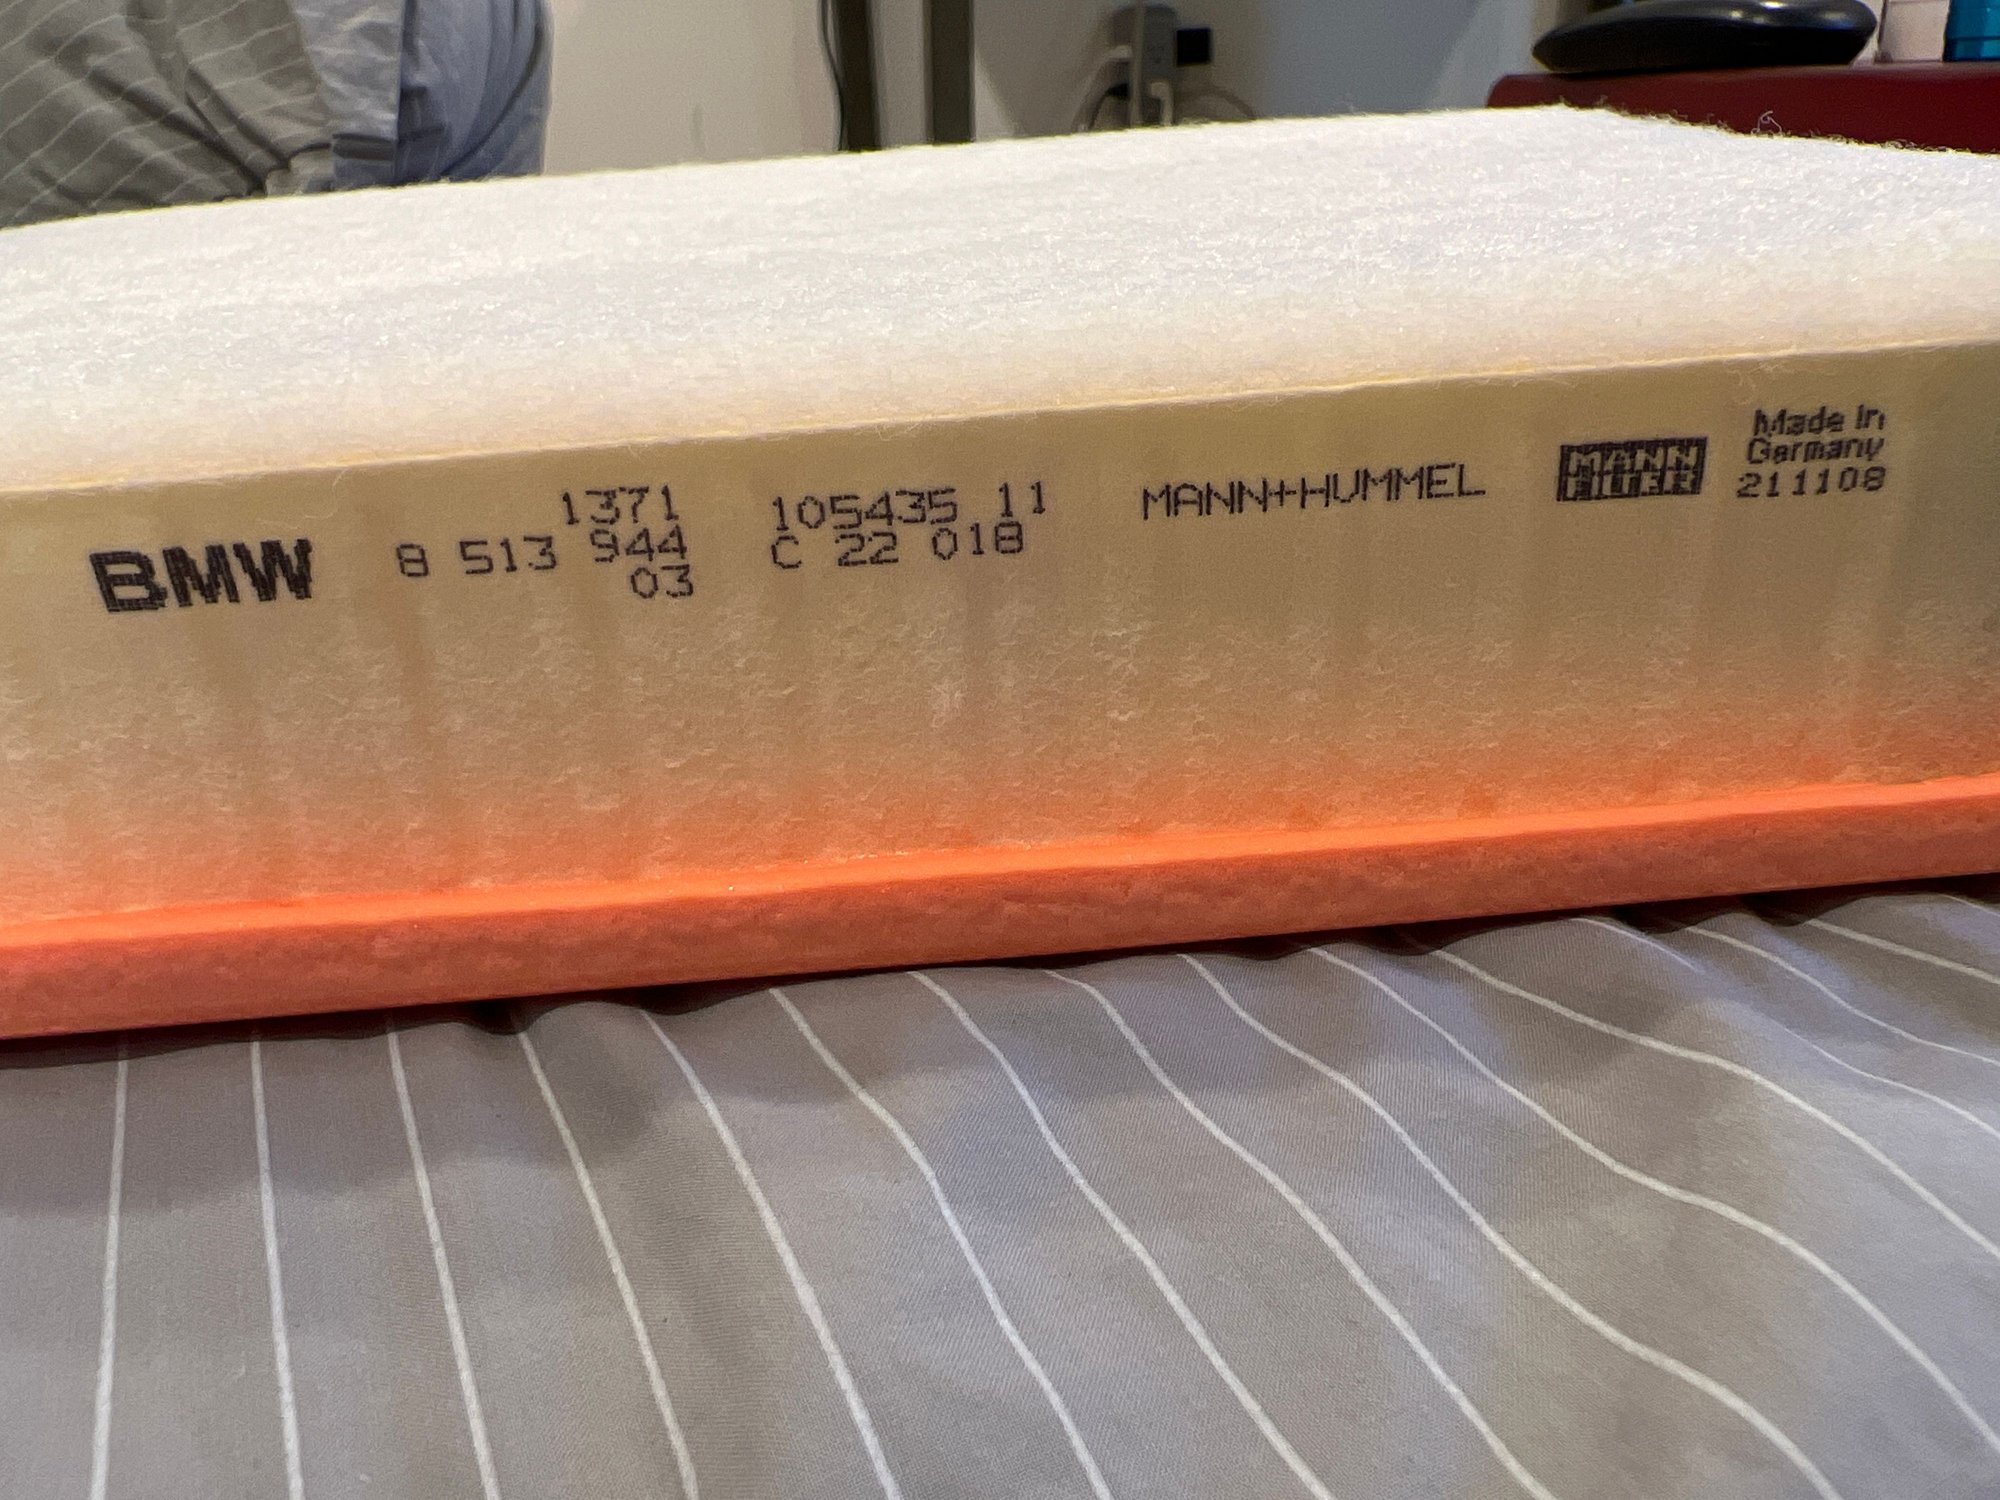 BMW
1371
8 513 944
03
105435 11
C 22 018
MANN+HUMMEL
MANN
FILTER
Made in
Germany
211108